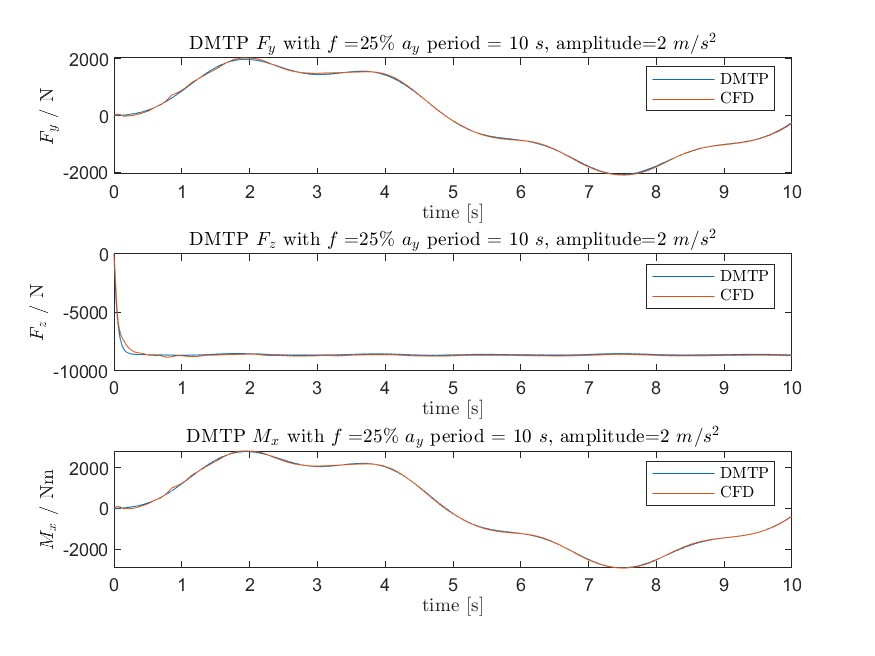 DMTP F_y with f =25% a_y period = 10 s, amplitude=2 m/s²
2000
0
-2000
F_y / N
DMTP
CFD
0 1 2 3 4 5 6 7 8 9 10
time [s]
DMTP F_z with f =25% a_y period = 10 s, amplitude=2 m/s²
0
-5000
-10000
F_z / N
DMTP
CFD
0 1 2 3 4 5 6 7 8 9 10
time [s]
DMTP M_x with f =25% a_y period = 10 s, amplitude=2 m/s²
2000
0
-2000
M_x / Nm
DMTP
CFD
0 1 2 3 4 5 6 7 8 9 10
time [s]